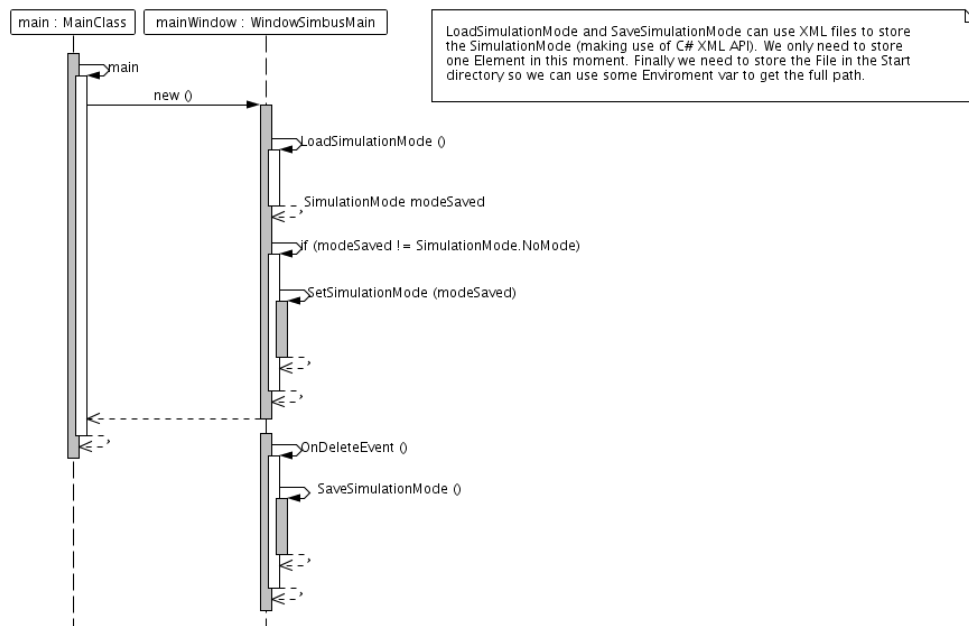 main : MainClass
mainWindow : WindowSimbusMain
LoadSimulationMode and SaveSimulationMode can use XML files to store
the SimulationMode (making use of C# XML API). We only need to store
one Element in this moment. Finally we need to store the File in the Start
directory so we can use some Enviroment var to get the full path.
main
new ()
LoadSimulationMode ()
SimulationMode modeSaved
if (modeSaved != SimulationMode.NoMode)
SetSimulationMode (modeSaved)
OnDeleteEvent ()
SaveSimulationMode ()